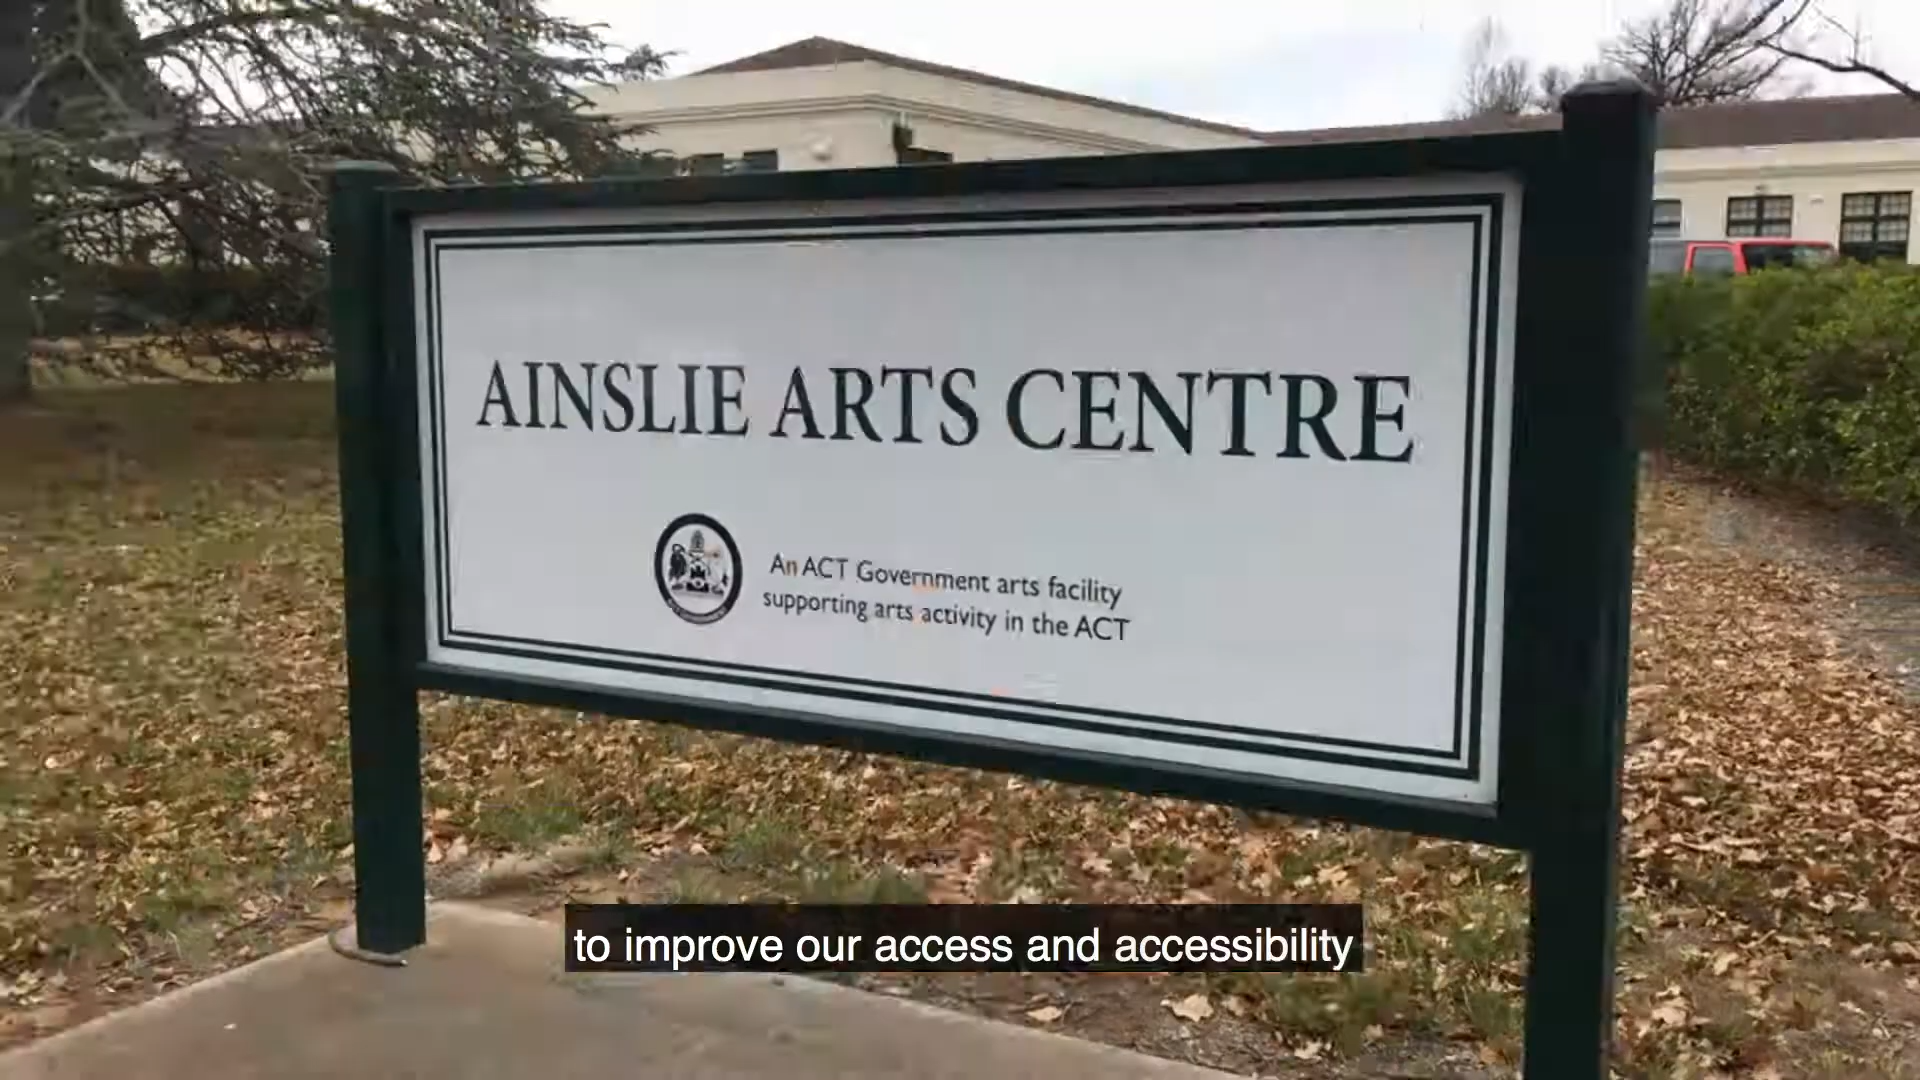 AINSLIE ARTS CENTRE
An ACT Government arts facility
supporting arts activity in the ACT
to improve our access and accessibility